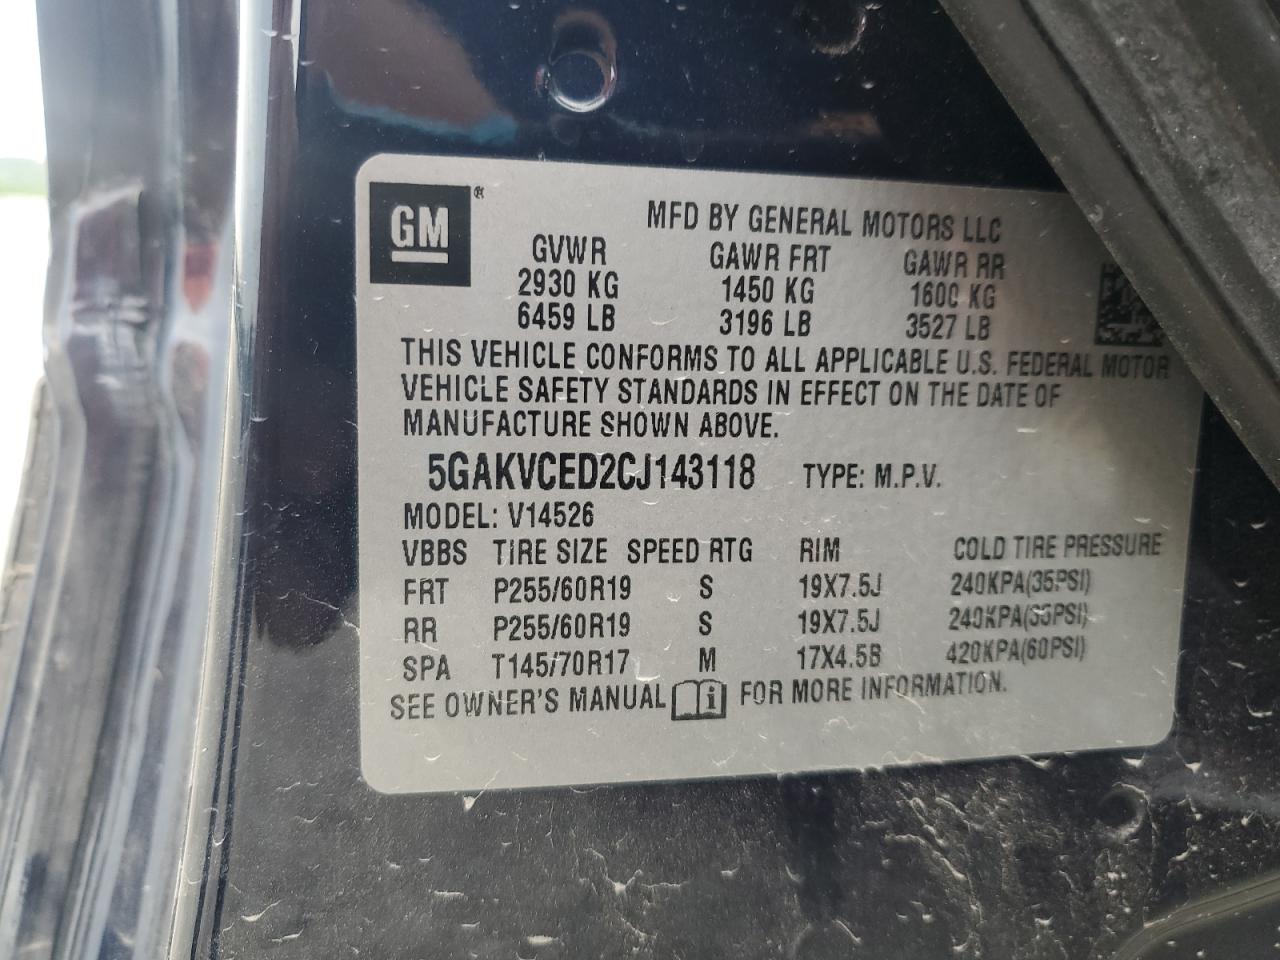 GM ®
MFD BY GENERAL MOTORS LLC
GVWR GAWR FRT GAWR RR
2930 KG 1450 KG 1600 KG
6459 LB 3196 LB 3527 LB
THIS VEHICLE CONFORMS TO ALL APPLICABLE U.S. FEDERAL MOTOR
VEHICLE SAFETY STANDARDS IN EFFECT ON THE DATE OF
MANUFACTURE SHOWN ABOVE.
5GAKVCED2CJ143118 TYPE: M.P.V.
MODEL: V14526
VBBS TIRE SIZE SPEED RTG RIM COLD TIRE PRESSURE
FRT P255/60R19 S 19X7.5J 240KPA(35PSI)
RR P255/60R19 S 19X7.5J 240KPA(35PSI)
SPA T145/70R17 M 17X4.5B 420KPA(60PSI)
SEE OWNER'S MANUAL i FOR MORE INFORMATION.